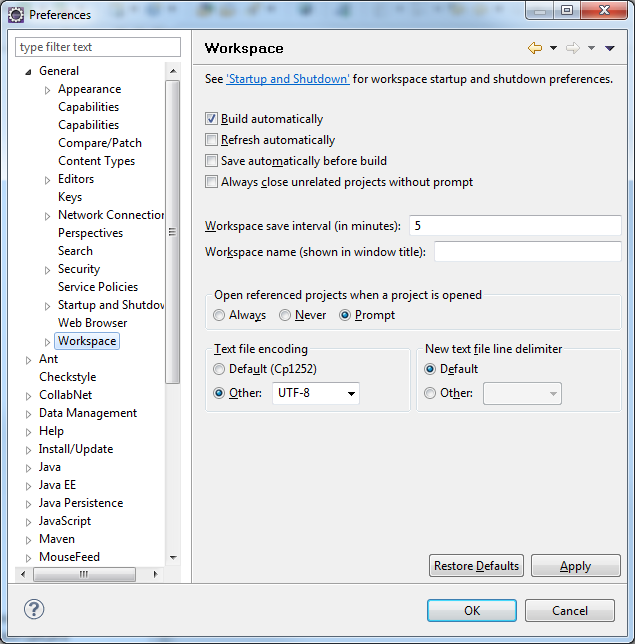 Preferences
type filter text
General
Appearance
Capabilities
Capabilities
Compare/Patch
Content Types
Editors
Keys
Network Connection
Perspectives
Search
Security
Service Policies
Startup and Shutdov
Web Browser
Workspace
Ant
Checkstyle
CollabNet
Data Management
Help
Install/Update
Java
Java EE
Java Persistence
JavaScript
Maven
MouseFeed
Workspace
See 'Startup and Shutdown' for workspace startup and shutdown preferences.
Build automatically
Refresh automatically
Save automatically before build
Always close unrelated projects without prompt
Workspace save interval (in minutes): 5
Workspace name (shown in window title):
Open referenced projects when a project is opened
Always Never Prompt
Text file encoding
Default (Cp1252)
Other: UTF-8
New text file line delimiter
Default
Other:
Restore Defaults Apply
? OK Cancel